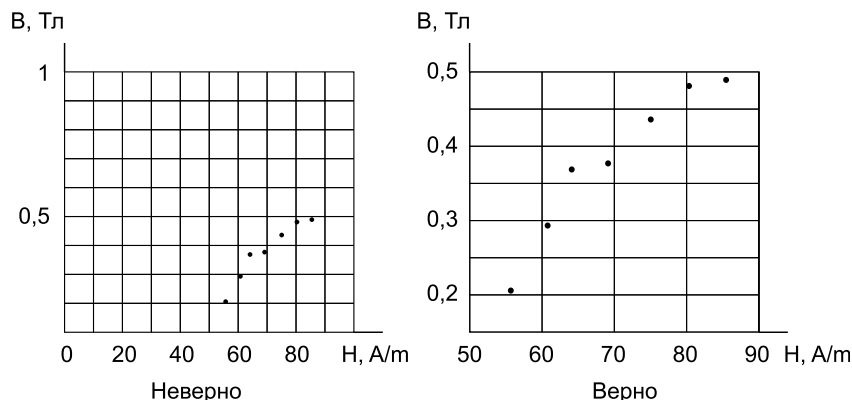 В, Тл
1
0,5
0 20 40 60 80 Н, А/m
Неверно
В, Тл
0,5
0,4
0,3
0,2
50 60 70 80 90 Н, А/m
Верно